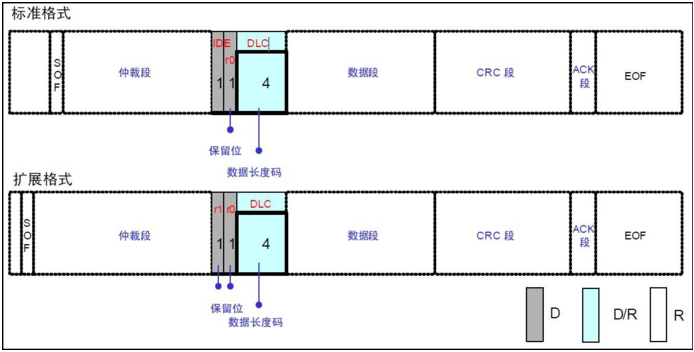 标准格式
SOF 仲裁段 IDE r0 DLC 1 1 4 数据段 CRC 段 ACK 段 EOF
保留位
数据长度码
扩展格式
SOF 仲裁段 r1 r0 DLC 1 1 4 数据段 CRC 段 ACK 段 EOF
保留位
数据长度码
D D/R R